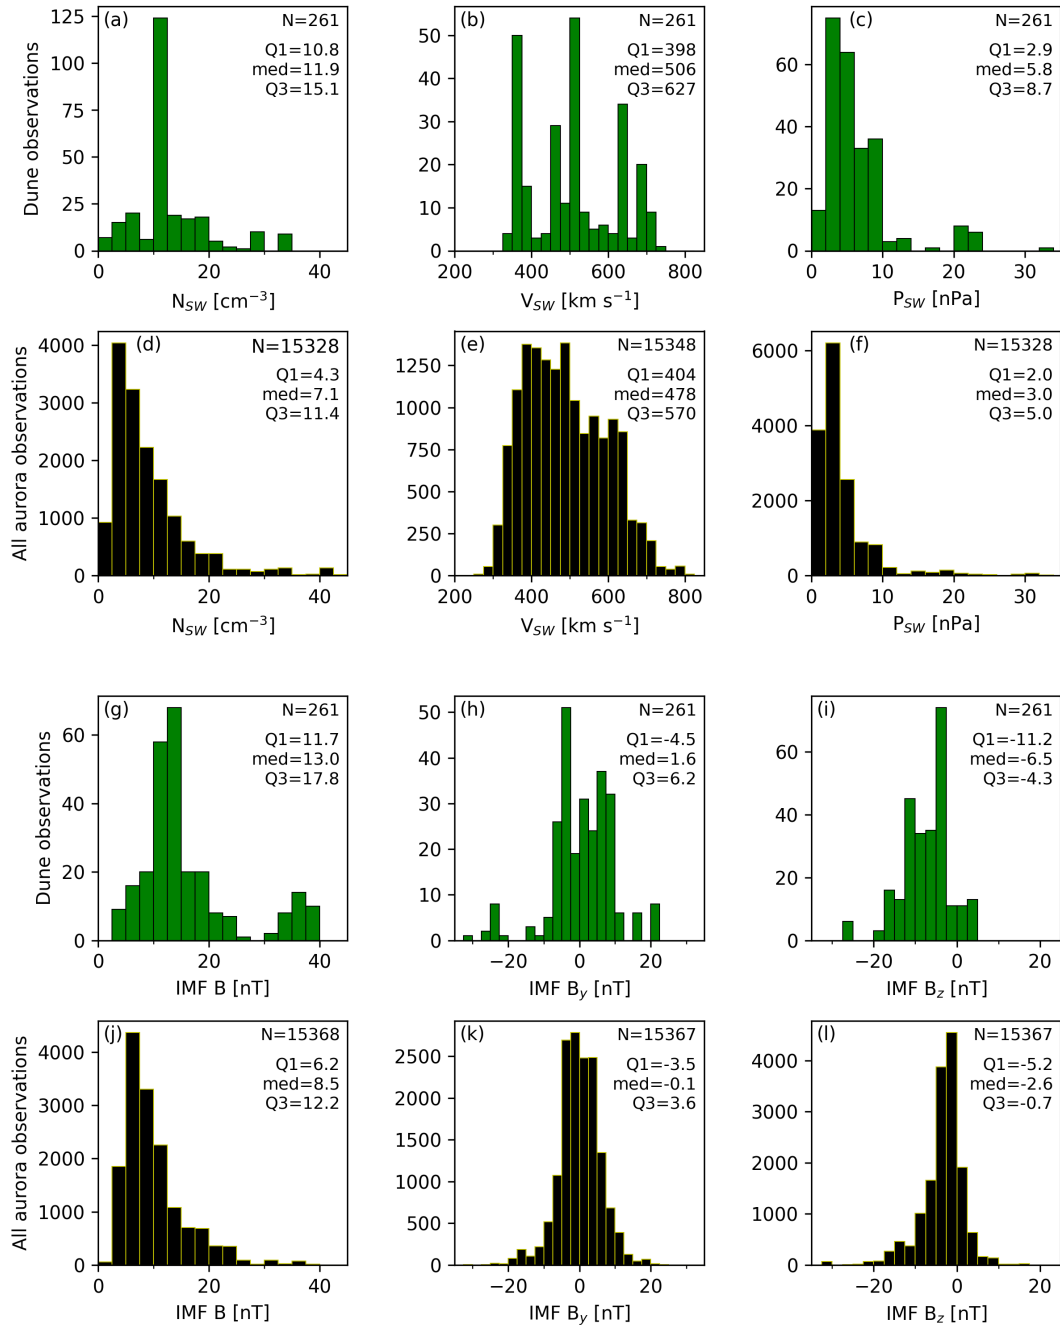 (a)
N=261
Q1=10.8
med=11.9
Q3=15.1
125
100
75
50
25
0
Dune observations
0
20
40
N_SW [cm⁻³]
(b)
N=261
Q1=398
med=506
Q3=627
50
40
30
20
10
0
200
400
600
800
V_SW [km s⁻¹]
(c)
N=261
Q1=2.9
med=5.8
Q3=8.7
60
40
20
0
0
10
20
30
P_SW [nPa]
(d)
N=15328
Q1=4.3
med=7.1
Q3=11.4
4000
3000
2000
1000
0
All aurora observations
0
20
40
N_SW [cm⁻³]
(e)
N=15348
Q1=404
med=478
Q3=570
1250
1000
750
500
250
0
200
400
600
800
V_SW [km s⁻¹]
(f)
N=15328
Q1=2.0
med=3.0
Q3=5.0
6000
4000
2000
0
0
10
20
30
P_SW [nPa]
(g)
N=261
Q1=11.7
med=13.0
Q3=17.8
60
40
20
0
Dune observations
0
20
40
IMF B [nT]
(h)
N=261
Q1=-4.5
med=1.6
Q3=6.2
50
40
30
20
10
0
−20
0
20
IMF B_y [nT]
(i)
N=261
Q1=-11.2
med=-6.5
Q3=-4.3
60
40
20
0
−20
0
20
IMF B_z [nT]
(j)
N=15368
Q1=6.2
med=8.5
Q3=12.2
4000
3000
2000
1000
0
All aurora observations
0
20
40
IMF B [nT]
(k)
N=15367
Q1=-3.5
med=-0.1
Q3=3.6
2500
2000
1500
1000
500
0
−20
0
20
IMF B_y [nT]
(l)
N=15367
Q1=-5.2
med=-2.6
Q3=-0.7
4000
3000
2000
1000
0
−20
0
20
IMF B_z [nT]